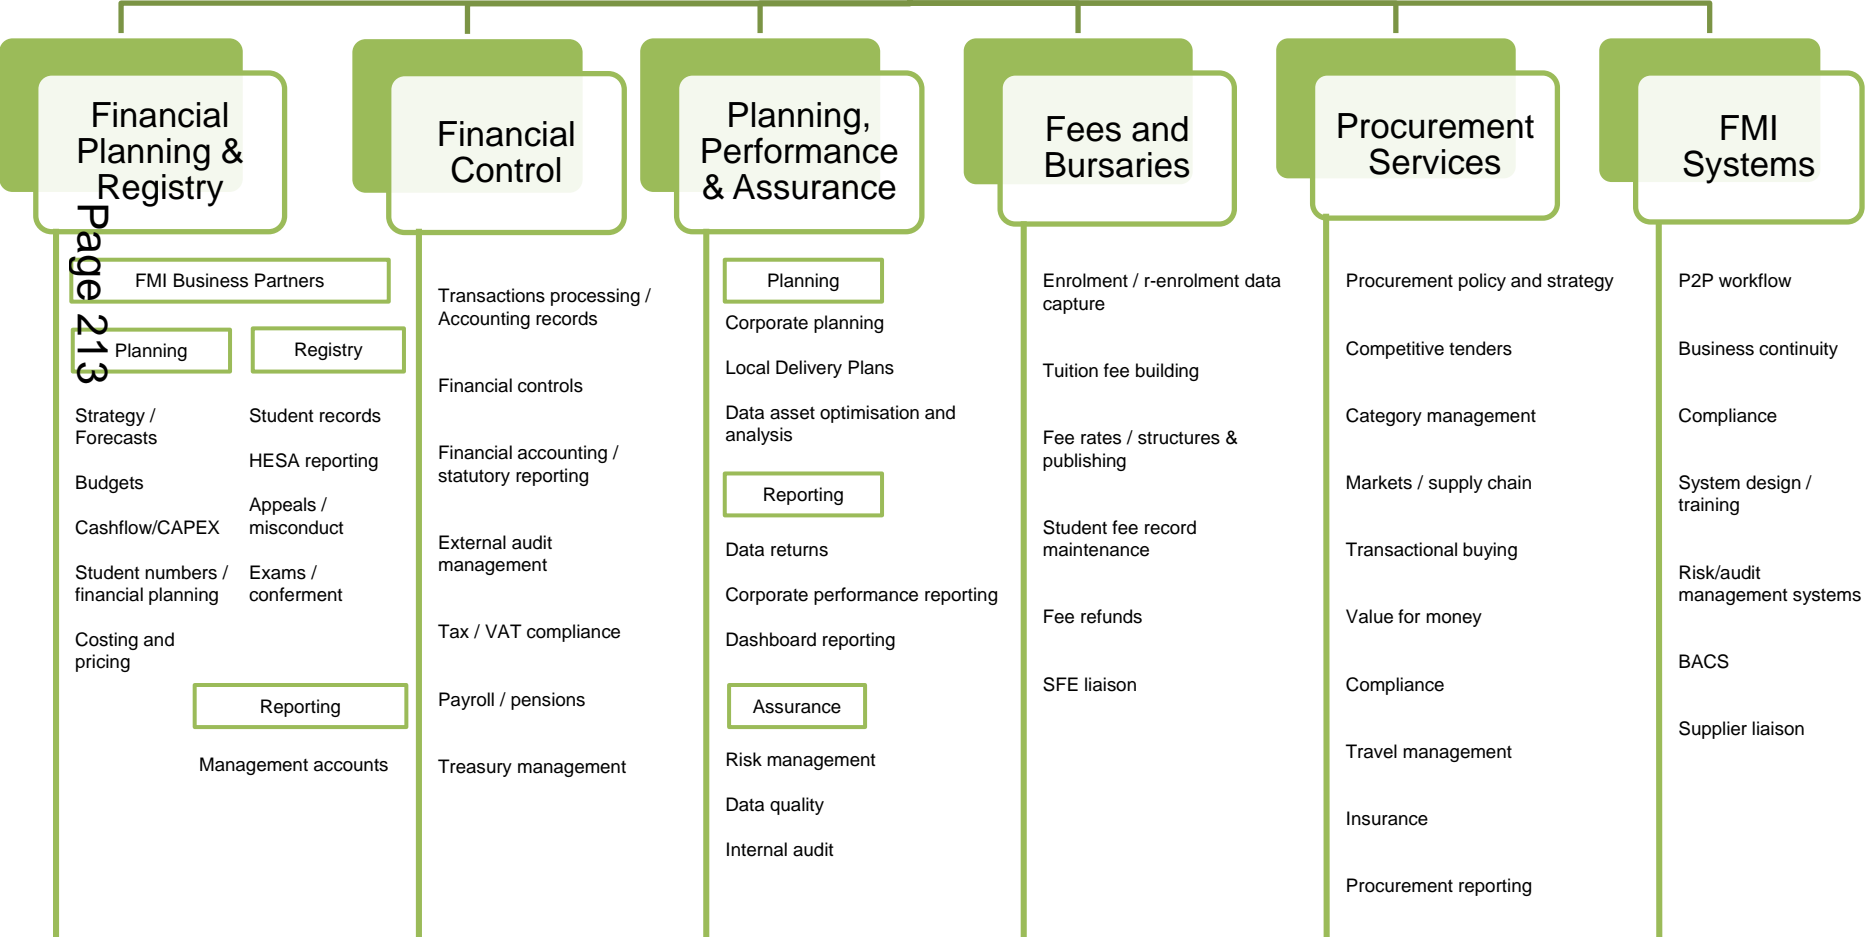 Financial
Planning &
Registry
Financial
Control
Planning,
Performance
& Assurance
Fees and
Bursaries
Procurement
Services
FMI
Systems
Page 213
FMI Business Partners
Planning
Registry
Strategy /
Forecasts
Budgets
Cashflow/CAPEX
Student numbers /
financial planning
Costing and
pricing
Student records
HESA reporting
Appeals /
misconduct
Exams /
conferment
Reporting
Management accounts
Transactions processing /
Accounting records
Financial controls
Financial accounting /
statutory reporting
External audit
management
Tax / VAT compliance
Payroll / pensions
Treasury management
Planning
Corporate planning
Local Delivery Plans
Data asset optimisation and
analysis
Reporting
Data returns
Corporate performance reporting
Dashboard reporting
Assurance
Risk management
Data quality
Internal audit
Enrolment / r-enrolment data
capture
Tuition fee building
Fee rates / structures &
publishing
Student fee record
maintenance
Fee refunds
SFE liaison
Procurement policy and strategy
Competitive tenders
Category management
Markets / supply chain
Transactional buying
Value for money
Compliance
Travel management
Insurance
Procurement reporting
P2P workflow
Business continuity
Compliance
System design /
training
Risk/audit
management systems
BACS
Supplier liaison